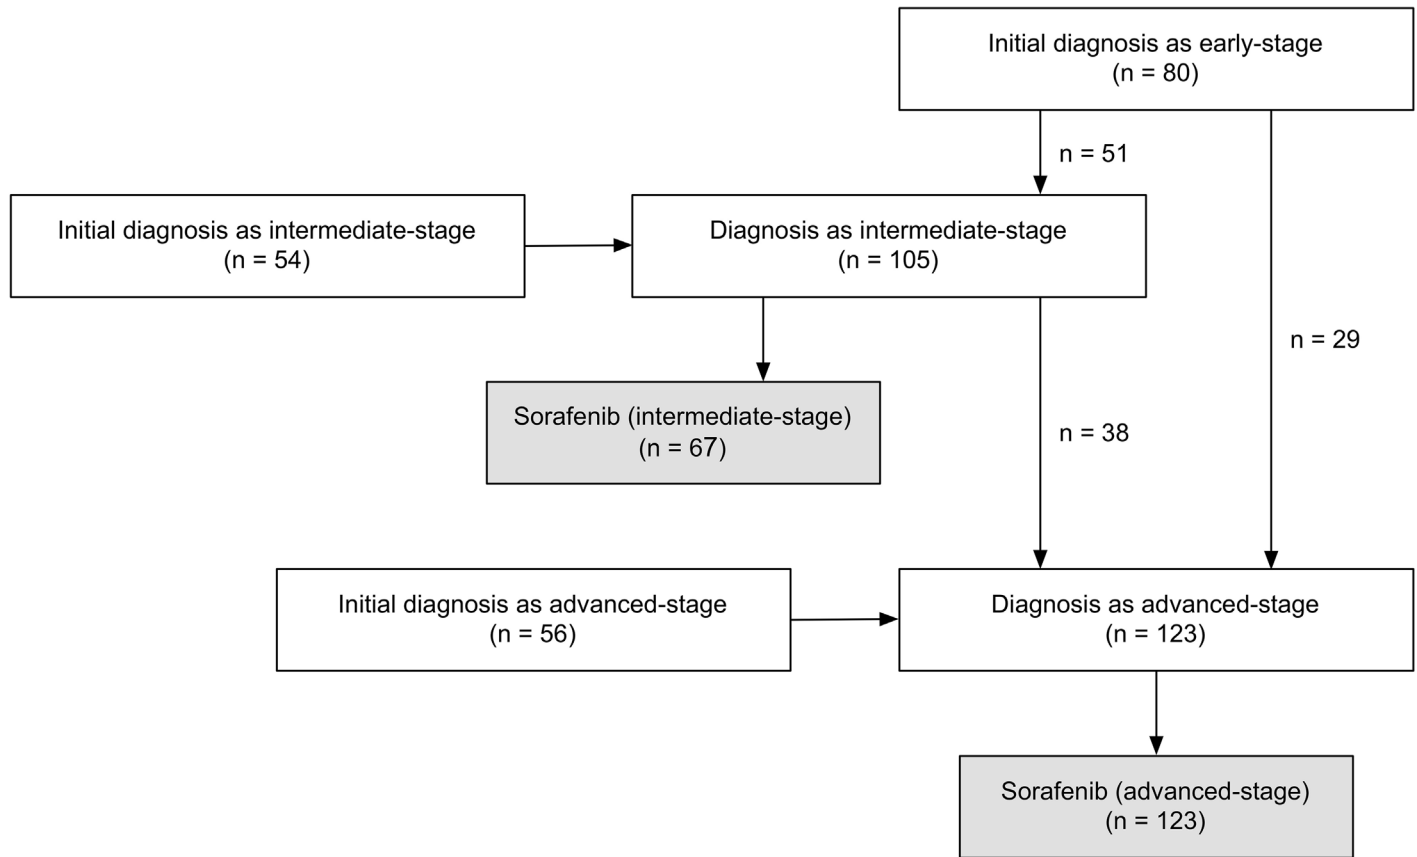 Initial diagnosis as early-stage
(n = 80)
n = 51
Initial diagnosis as intermediate-stage
(n = 54)
Diagnosis as intermediate-stage
(n = 105)
n = 29
Sorafenib (intermediate-stage)
(n = 67)
n = 38
Initial diagnosis as advanced-stage
(n = 56)
Diagnosis as advanced-stage
(n = 123)
Sorafenib (advanced-stage)
(n = 123)